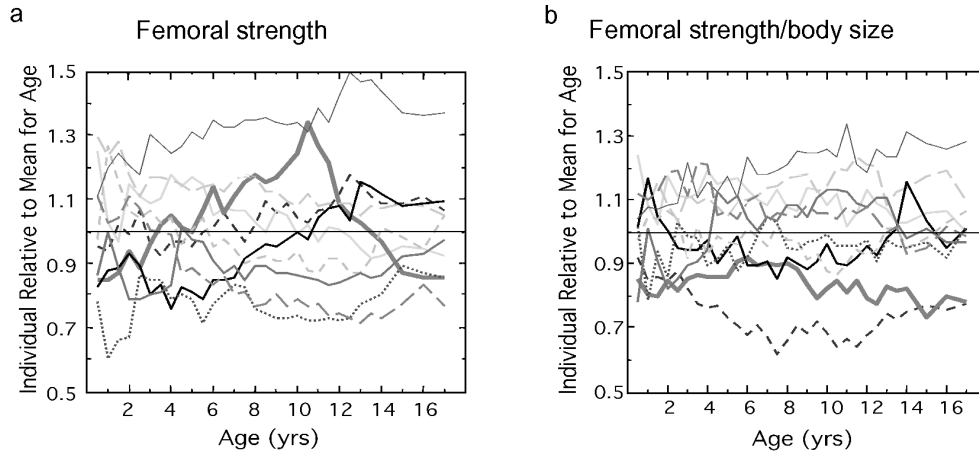 a
Femoral strength
Individual Relative to Mean for Age
1.5
1.3
1.1
0.9
0.7
0.5
2 4 6 8 10 12 14 16
Age (yrs)
b
Femoral strength/body size
Individual Relative to Mean for Age
1.5
1.3
1.1
0.9
0.7
0.5
0 2 4 6 8 10 12 14 16
Age (yrs)